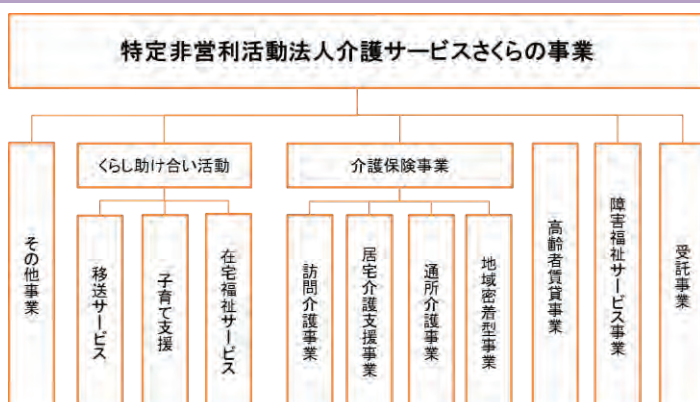 特定非営利活動法人介護サービスさくらの事業
くらし助け合い活動
介護保険事業
その他事業
移送サービス
子育て支援
在宅福祉サービス
訪問介護事業
居宅介護支援事業
通所介護事業
地域密着型事業
高齢者賃貸事業
障害福祉サービス事業
受託事業